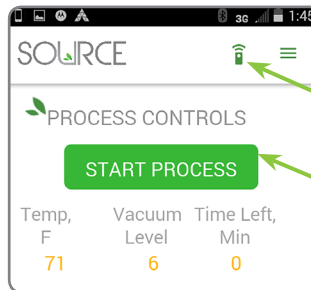 3G 1:45
SOURCE
PROCESS CONTROLS
START PROCESS
Temp, Vacuum Time Left,
F Level Min
71 6 0